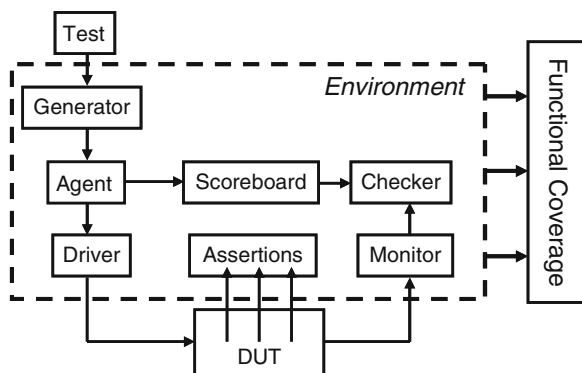 Test
Environment
Generator
Agent
Scoreboard
Checker
Driver
Assertions
Monitor
DUT
Functional Coverage